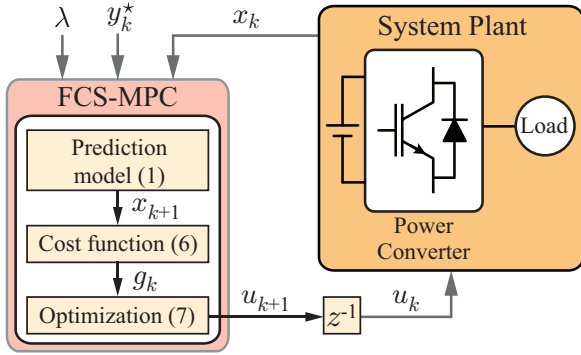 λ
y*k
xk
System Plant
FCS-MPC
Prediction
model (1)
xk+1
Cost function (6)
gk
Optimization (7)
uk+1
z-1
uk
Load
Power
Converter